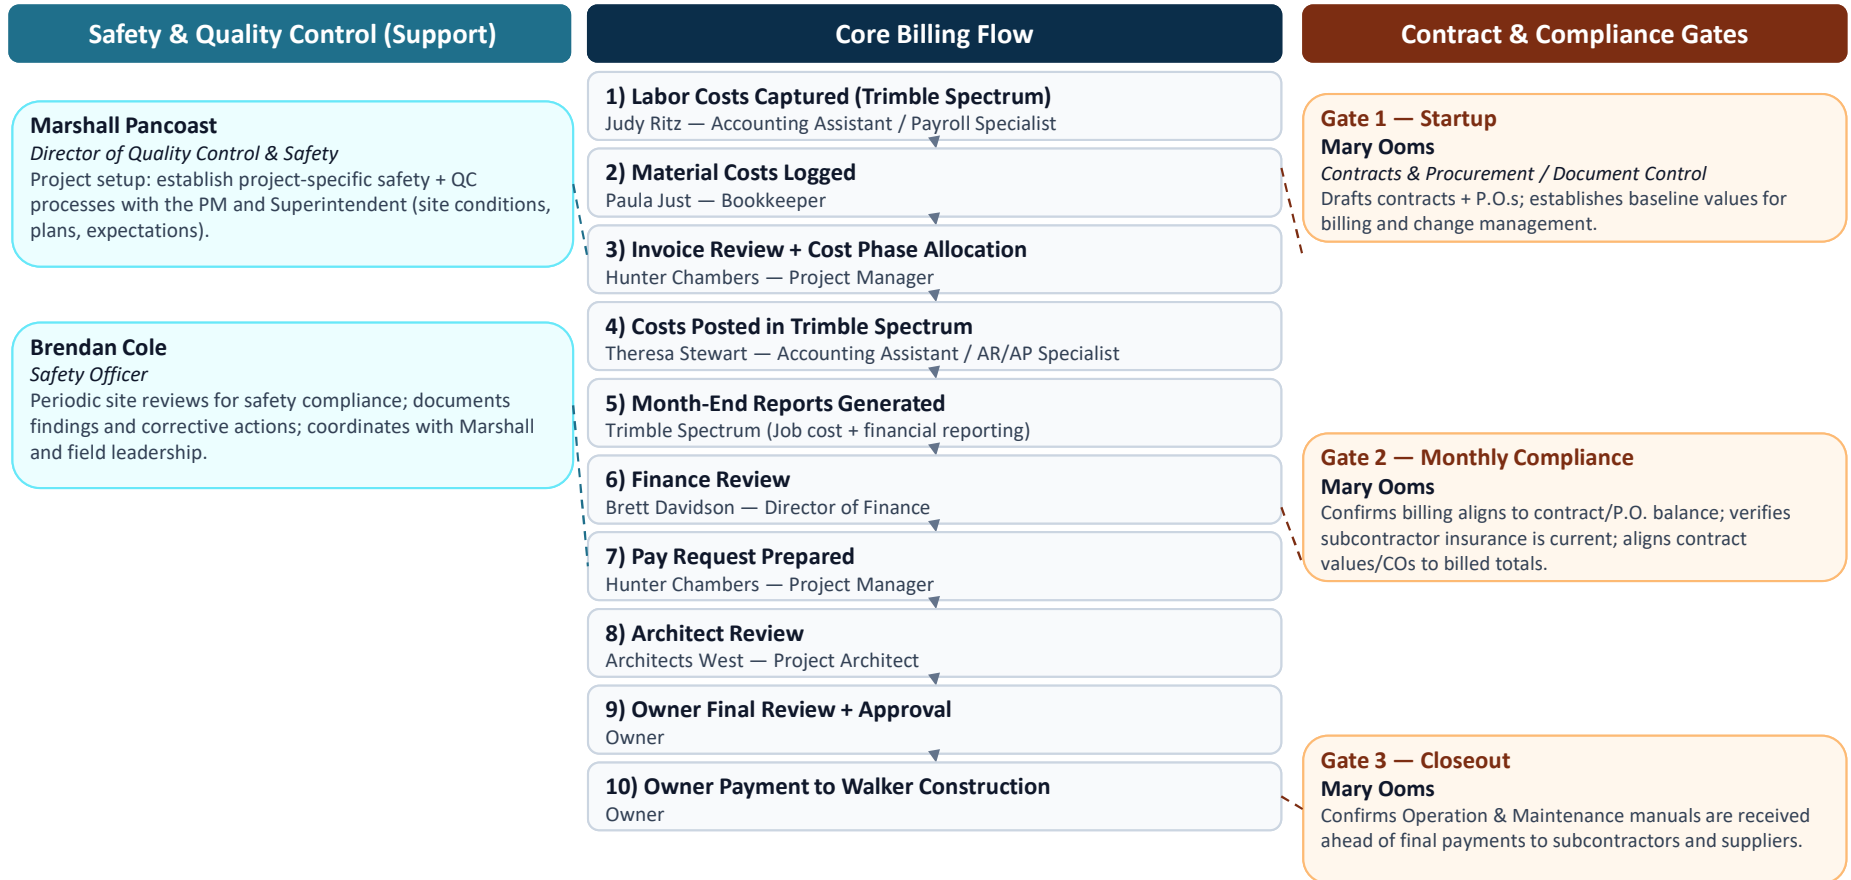 Safety & Quality Control (Support)
Marshall Pancoast
Director of Quality Control & Safety
Project setup: establish project-specific safety + QC
processes with the PM and Superintendent (site conditions,
plans, expectations).
Brendan Cole
Safety Officer
Periodic site reviews for safety compliance; documents
findings and corrective actions; coordinates with Marshall
and field leadership.
Core Billing Flow
1) Labor Costs Captured (Trimble Spectrum)
Judy Ritz — Accounting Assistant / Payroll Specialist
2) Material Costs Logged
Paula Just — Bookkeeper
3) Invoice Review + Cost Phase Allocation
Hunter Chambers — Project Manager
4) Costs Posted in Trimble Spectrum
Theresa Stewart — Accounting Assistant / AR/AP Specialist
5) Month-End Reports Generated
Trimble Spectrum (Job cost + financial reporting)
6) Finance Review
Brett Davidson — Director of Finance
7) Pay Request Prepared
Hunter Chambers — Project Manager
8) Architect Review
Architects West — Project Architect
9) Owner Final Review + Approval
Owner
10) Owner Payment to Walker Construction
Owner
Contract & Compliance Gates
Gate 1 — Startup
Mary Ooms
Contracts & Procurement / Document Control
Drafts contracts + P.O.s; establishes baseline values for
billing and change management.
Gate 2 — Monthly Compliance
Mary Ooms
Confirms billing aligns to contract/P.O. balance; verifies
subcontractor insurance is current; aligns contract
values/COs to billed totals.
Gate 3 — Closeout
Mary Ooms
Confirms Operation & Maintenance manuals are received
ahead of final payments to subcontractors and suppliers.